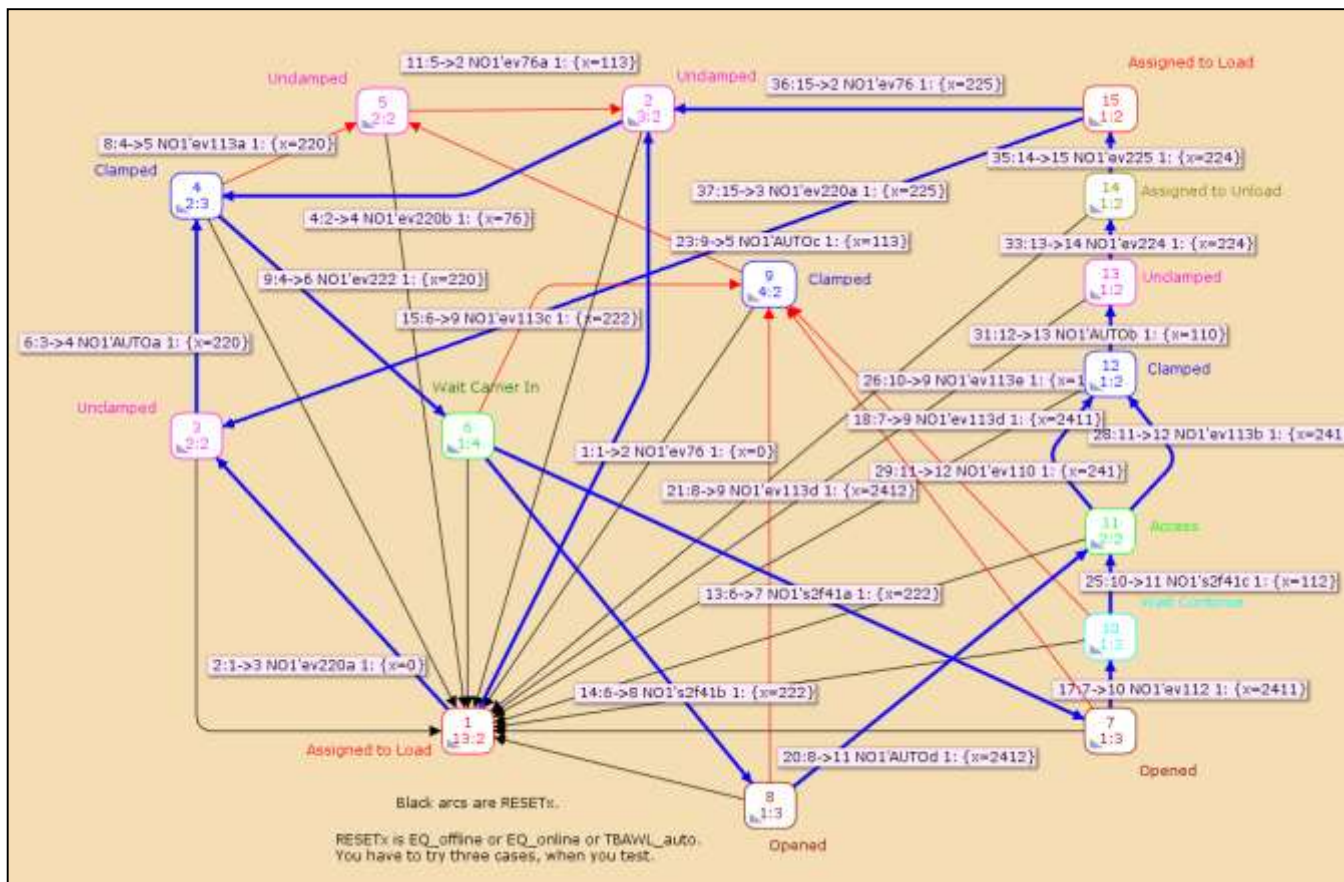 11:5->2 NO1'ev76a 1: {x=113}
Unclamped
5
2:2
Unclamped
2
3:2
36:15->2 NO1'ev76 1: {x=225}
Assigned to Load
15
1:2
8:4->5 NO1'ev113a 1: {x=220}
Clamped
4
2:3
35:14->15 NO1'ev225 1: {x=224}
14
1:2
Assigned to Unload
37:15->3 NO1'ev220a 1: {x=225}
4:2->4 NO1'ev220b 1: {x=76}
23:9->5 NO1'AUTOc 1: {x=113}
33:13->14 NO1'ev224 1: {x=224}
9
4:2
Clamped
13
1:2
Unclamped
9:4->6 NO1'ev222 1: {x=220}
15:6->9 NO1'ev113c 1: {x=222}
31:12->13 NO1'AUTOb 1: {x=110}
6:3->4 NO1'AUTOa 1: {x=220}
12
1:2
Clamped
26:10->9 NO1'ev113e 1: {x=1
Wait Carrier In
6
1:4
Unclamped
3
2:2
18:7->9 NO1'ev113d 1: {x=2411}
28:11->12 NO1'ev113b 1: {x=241
1:1->2 NO1'ev76 1: {x=0}
29:11->12 NO1'ev110 1: {x=241}
21:8->9 NO1'ev113d 1: {x=2412}
11
2:2
Access
25:10->11 NO1's2f41c 1: {x=112}
13:6->7 NO1's2f41a 1: {x=222}
Wait Continue
10
2:1->3 NO1'ev220a 1: {x=0}
14:6->8 NO1's2f41b 1: {x=222}
17:7->10 NO1'ev112 1: {x=2411}
1
13:2
Assigned to Load
7
1:3
Opened
20:8->11 NO1'AUTOd 1: {x=2412}
8
1:3
Opened
Black arcs are RESETx.
RESETx is EQ_offline or EQ_online or TBAWL_auto.
You have to try three cases, when you test.